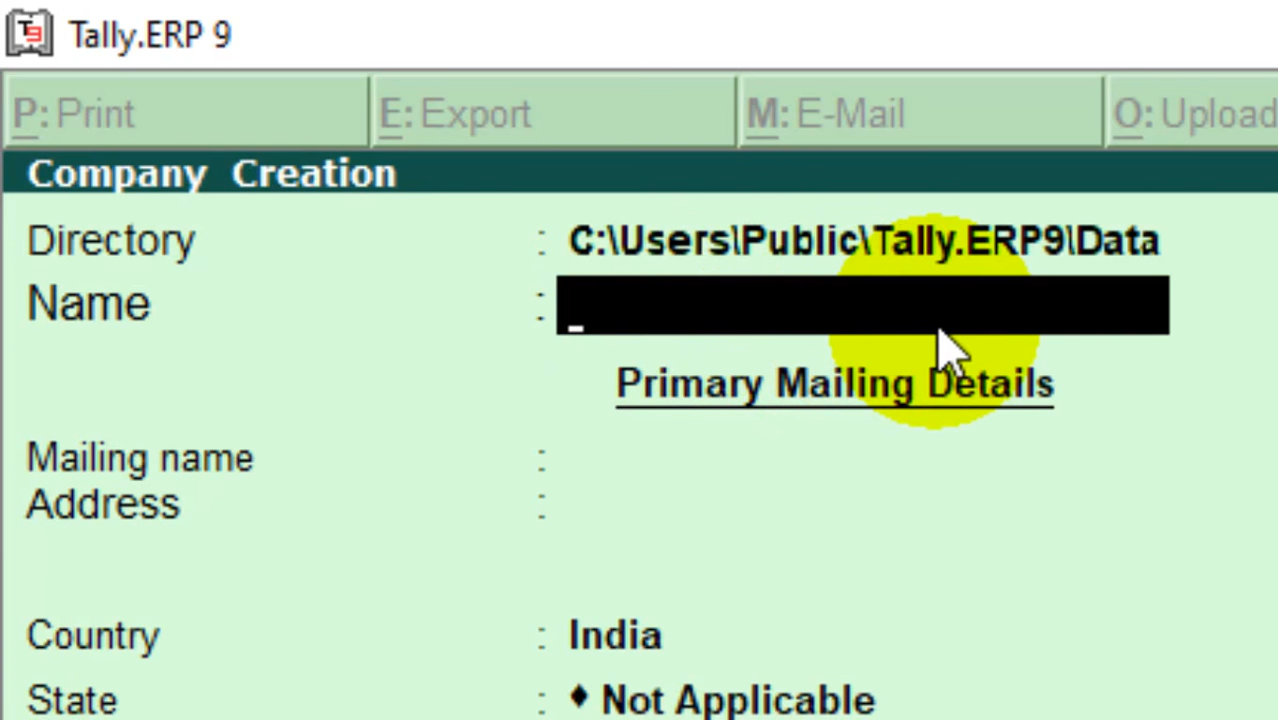 Tally.ERP 9
P: Print E: Export M: E-Mail O: Upload
Company Creation
Directory : C:\Users\Public\Tally.ERP9\Data
Name :
Primary Mailing Details
Mailing name :
Address :
Country : India
State : ♦ Not Applicable